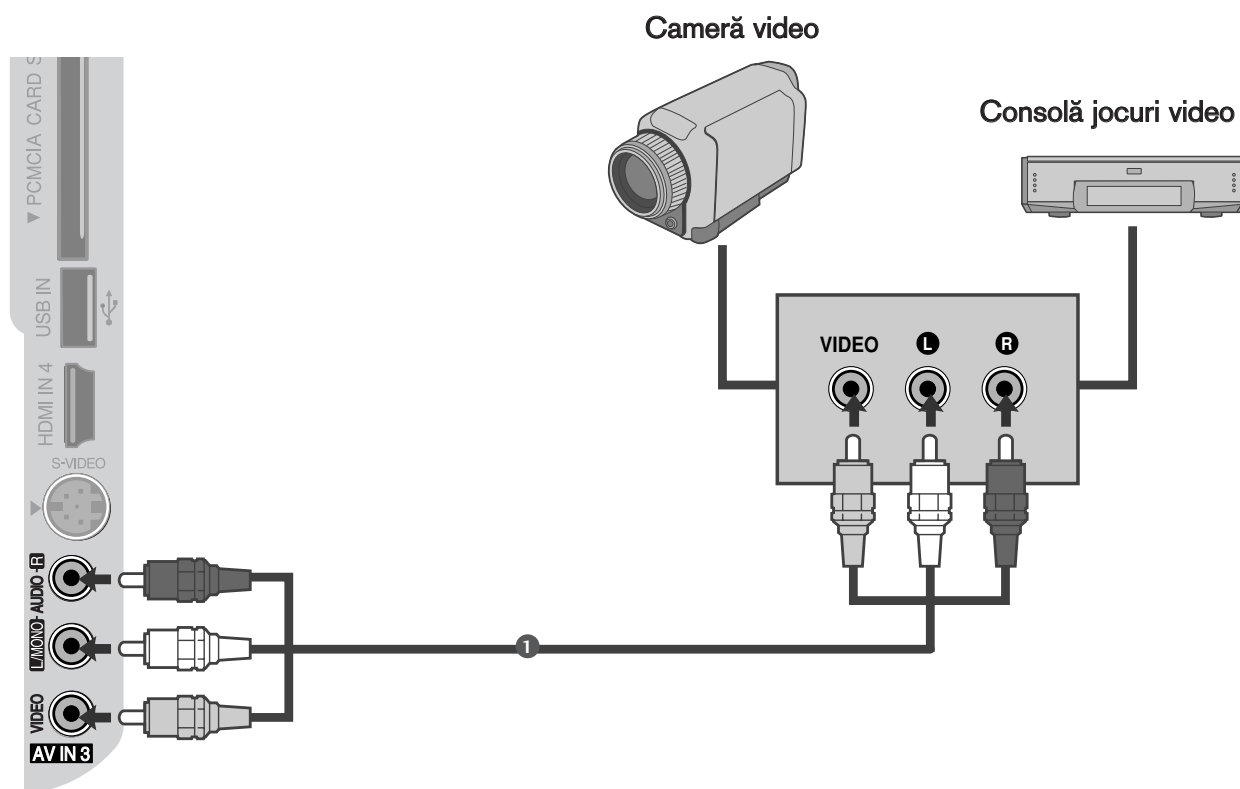 Cameră video
Consolă jocuri video
▼ PCMCIA CARD S
USB IN
HDMI IN 4
S-VIDEO
L/MONO - AUDIO - R
VIDEO
AV IN 3
VIDEO
L
R
1